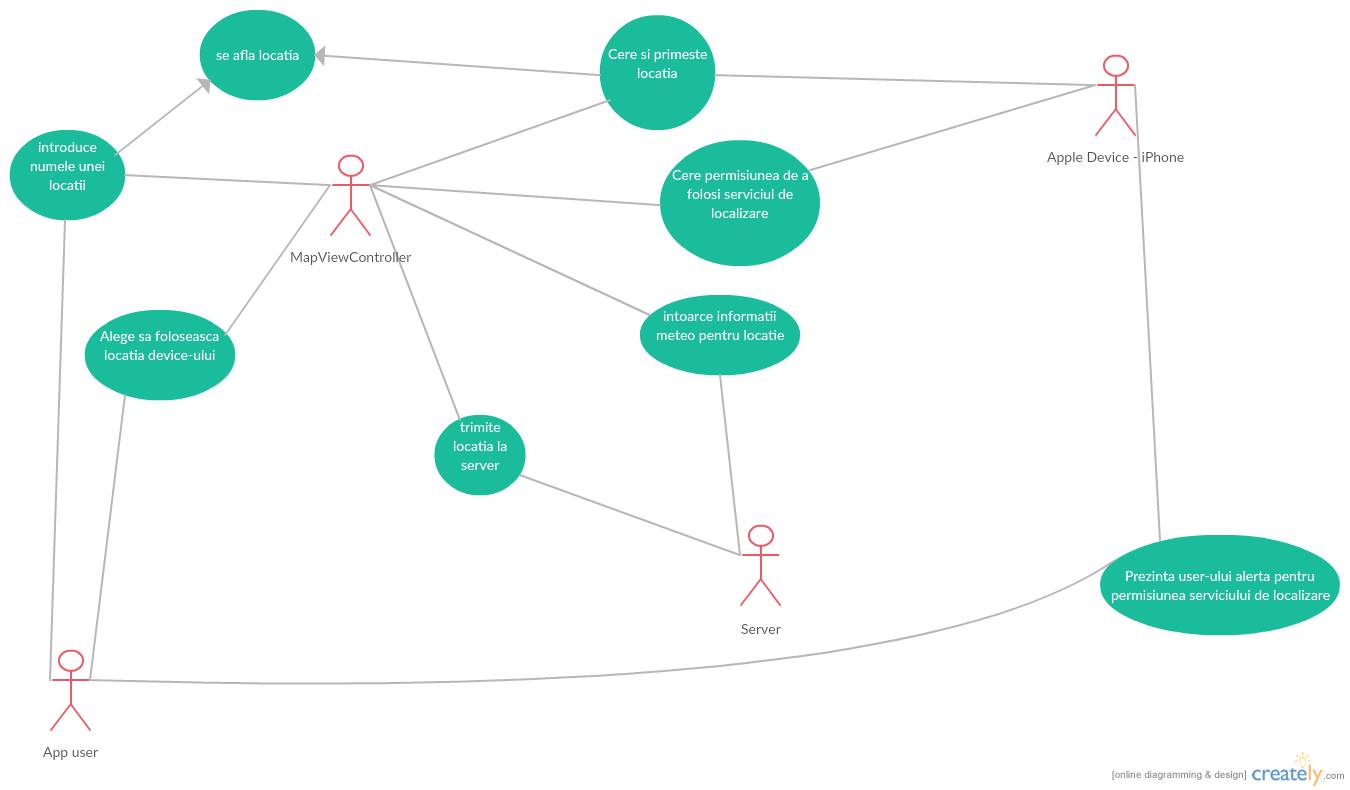 se afla locatia
Cere si primeste
locatia
Apple Device - iPhone
introduce
numele unei
locatii
Cere permisiunea de a
folosi serviciul de
localizare
MapViewController
Alege sa foloseasca
locatia device-ului
intoarce informatii
meteo pentru locatie
trimite
locatia la
server
Prezinta user-ului alerta pentru
permisiunea serviciului de localizare
Server
App user
[online diagramming & design] creately.com